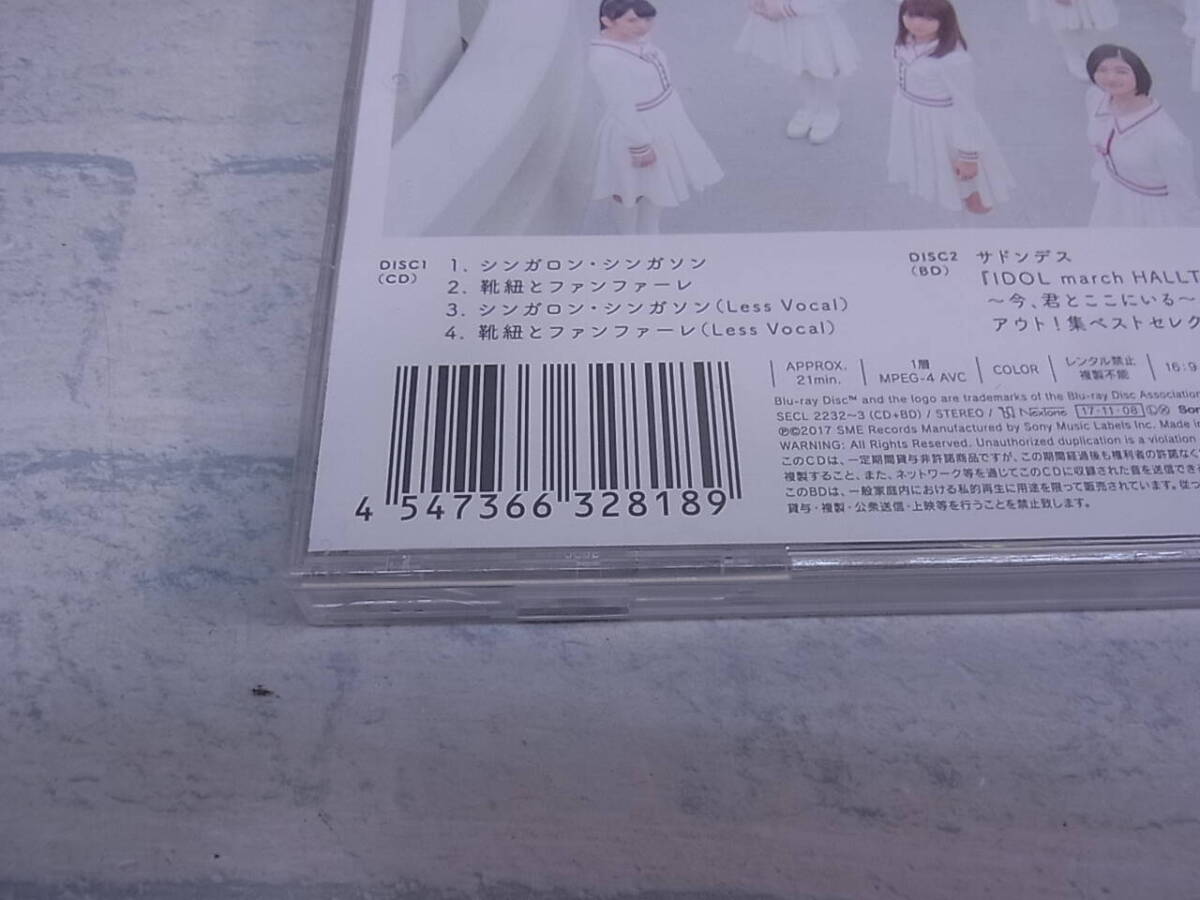 DISC1
(CD)
1. シンガロン・シンガソン
2. 靴紐とファンファーレ
3. シンガロン・シンガソン(Less Vocal)
4. 靴紐とファンファーレ(Less Vocal)
DISC2
(BD)
サドンデス
『IDOL march HALLT
～今、君とここにいる～
アウト！集ベストセレク
APPROX.
21min.
1層
MPEG-4 AVC
COLOR
レンタル禁止
複製不能
16:9
Blu-ray Disc™ and the logo are trademarks of the Blu-ray Disc Association
SECL 2232~3 (CD+BD) / STEREO / NexTone 17・11・08 Ⓛ Ⓡ Son
Ⓟ©2017 SME Records Manufactured by Sony Music Labels Inc. Made in
WARNING: All Rights Reserved. Unauthorized duplication is a violation
このCDは、一定期間貸与非許諾商品ですが、この期間経過後も権利者の許諾なく
複製すること、また、ネットワーク等を通じてこのCDに収録された音を送信できる
このBDは、一般家庭内における私的再生に用途を限って販売されています。従っ
貸与・複製・公衆送信・上映等を行うことを禁止致します。
4 547366 328189